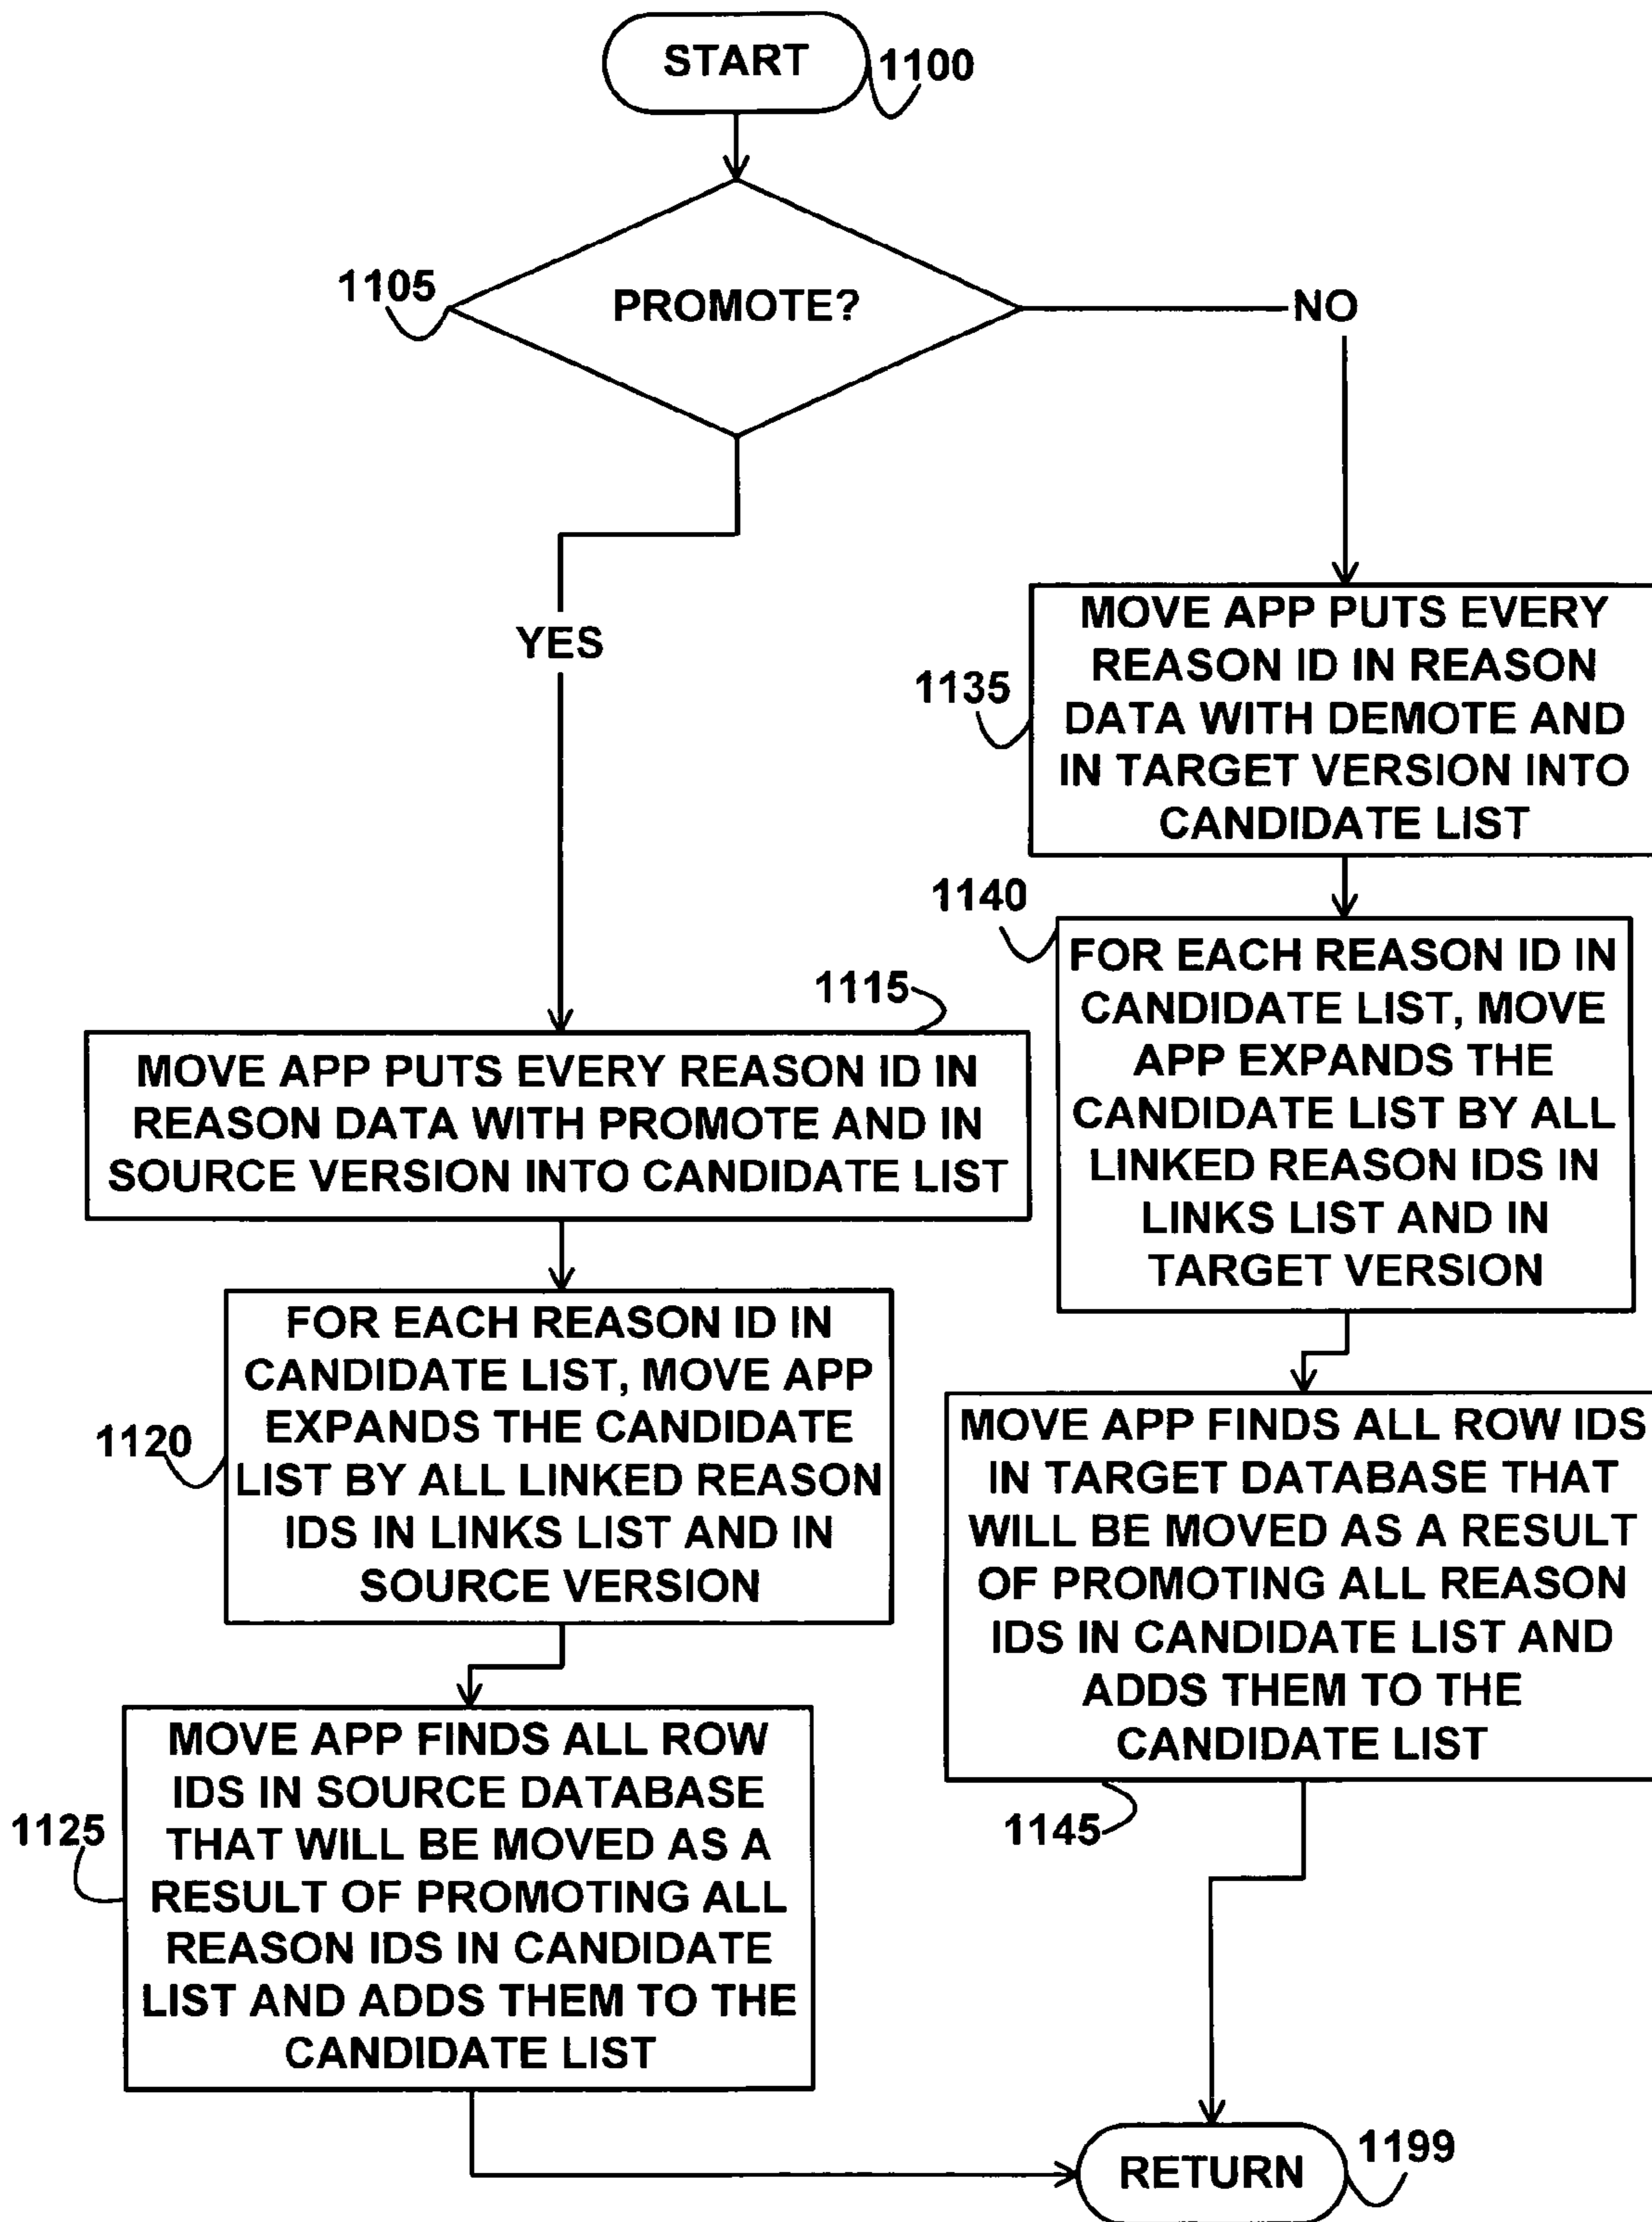 START
1100
1105
PROMOTE?
NO
YES
MOVE APP PUTS EVERY
REASON ID IN REASON
DATA WITH DEMOTE AND
IN TARGET VERSION INTO
CANDIDATE LIST
1135
1140
FOR EACH REASON ID IN
CANDIDATE LIST, MOVE
APP EXPANDS THE
CANDIDATE LIST BY ALL
LINKED REASON IDS IN
LINKS LIST AND IN
TARGET VERSION
1115
MOVE APP PUTS EVERY REASON ID IN
REASON DATA WITH PROMOTE AND IN
SOURCE VERSION INTO CANDIDATE LIST
FOR EACH REASON ID IN
CANDIDATE LIST, MOVE APP
EXPANDS THE CANDIDATE
LIST BY ALL LINKED REASON
IDS IN LINKS LIST AND IN
SOURCE VERSION
1120
MOVE APP FINDS ALL ROW IDS
IN TARGET DATABASE THAT
WILL BE MOVED AS A RESULT
OF PROMOTING ALL REASON
IDS IN CANDIDATE LIST AND
ADDS THEM TO THE
CANDIDATE LIST
1145
MOVE APP FINDS ALL ROW
IDS IN SOURCE DATABASE
THAT WILL BE MOVED AS A
RESULT OF PROMOTING ALL
REASON IDS IN CANDIDATE
LIST AND ADDS THEM TO THE
CANDIDATE LIST
1125
RETURN
1199